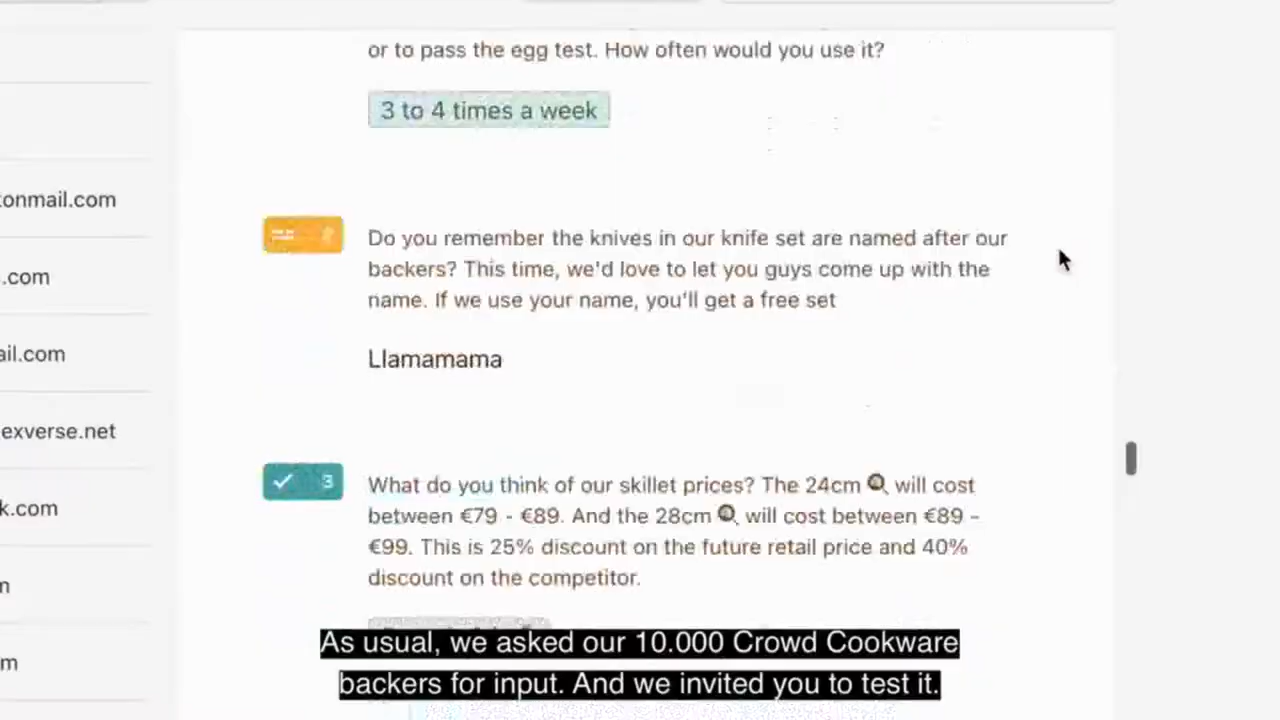 or to pass the egg test. How often would you use it?
3 to 4 times a week
onmail.com
.com
Do you remember the knives in our knife set are named after our
backers? This time, we'd love to let you guys come up with the
name. If we use your name, you'll get a free set
ail.com
Llamamama
exverse.net
3
What do you think of our skillet prices? The 24cm will cost
k.com
between €79 - €89. And the 28cm will cost between €89 -
€99. This is 25% discount on the future retail price and 40%
discount on the competitor.
m
As usual, we asked our 10.000 Crowd Cookware
m
backers for input. And we invited you to test it.